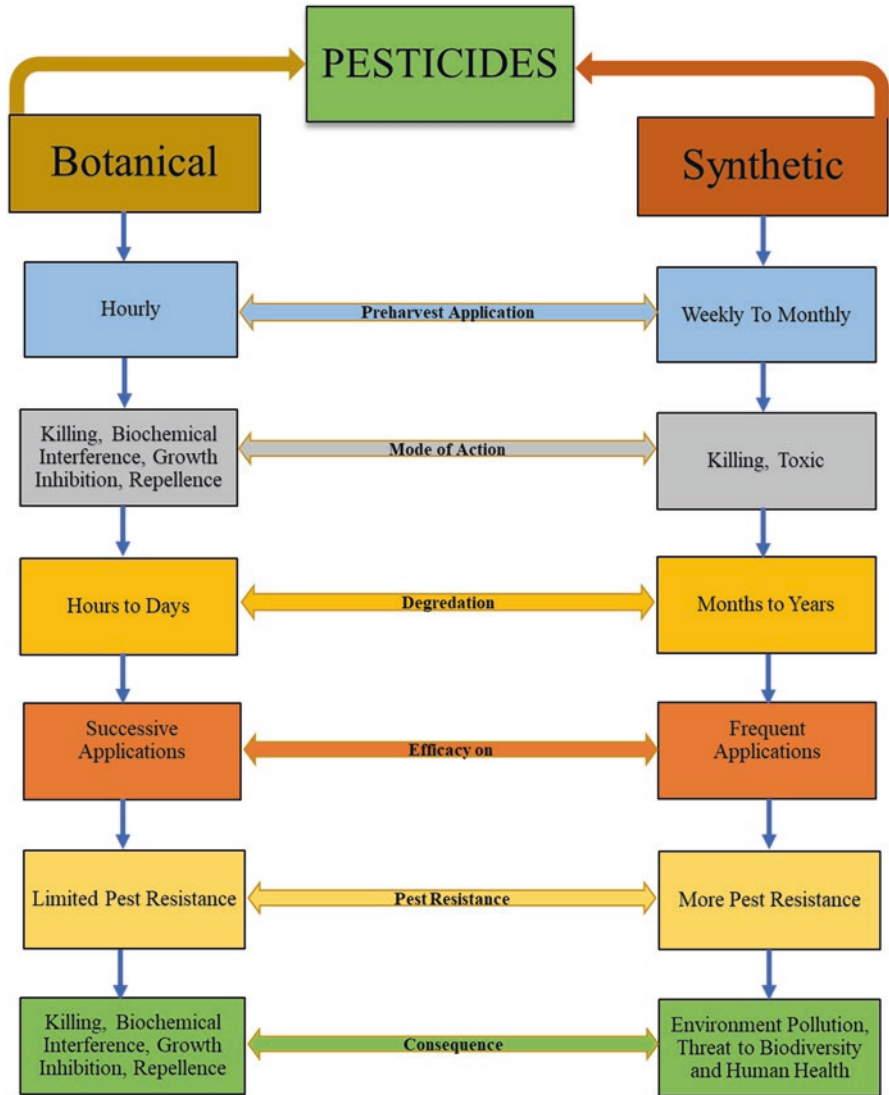 PESTICIDES
Botanical
Synthetic
Hourly
Preharvest Application
Weekly To Monthly
Killing, Biochemical
Interference, Growth
Inhibition, Repellence
Mode of Action
Killing, Toxic
Hours to Days
Degredation
Months to Years
Successive
Applications
Efficacy on
Frequent
Applications
Limited Pest Resistance
Pest Resistance
More Pest Resistance
Killing, Biochemical
Interference, Growth
Inhibition, Repellence
Consequence
Environment Pollution,
Threat to Biodiversity
and Human Health